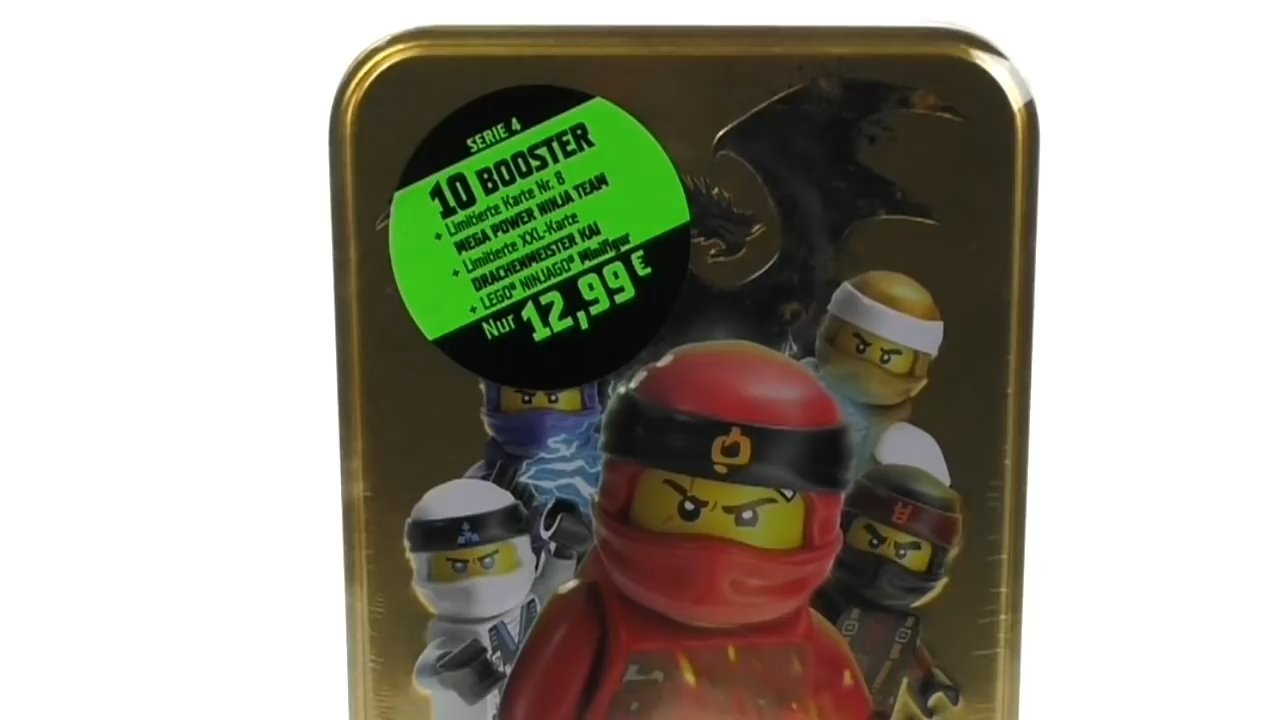 SERIE 4
10 BOOSTER
+ Limitierte Karte Nr. 8
MEGA POWER NINJA TEAM
+ Limitierte XXL-Karte
DRACHENMEISTER KAI
+ LEGO® NINJAGO® Minifigur
Nur 12,99 €